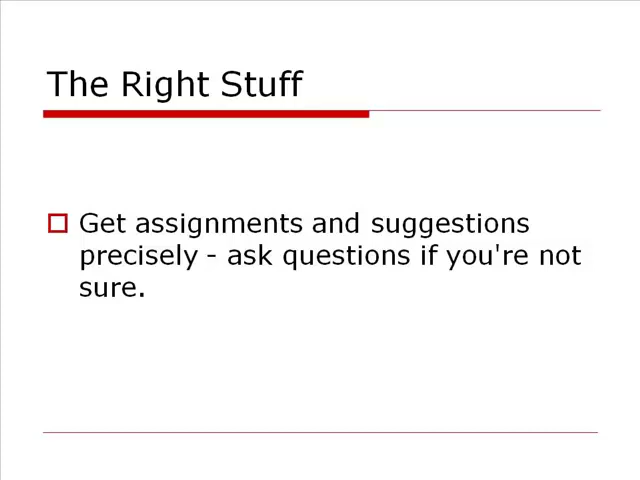 The Right Stuff
Get assignments and suggestions
precisely - ask questions if you're not
sure.